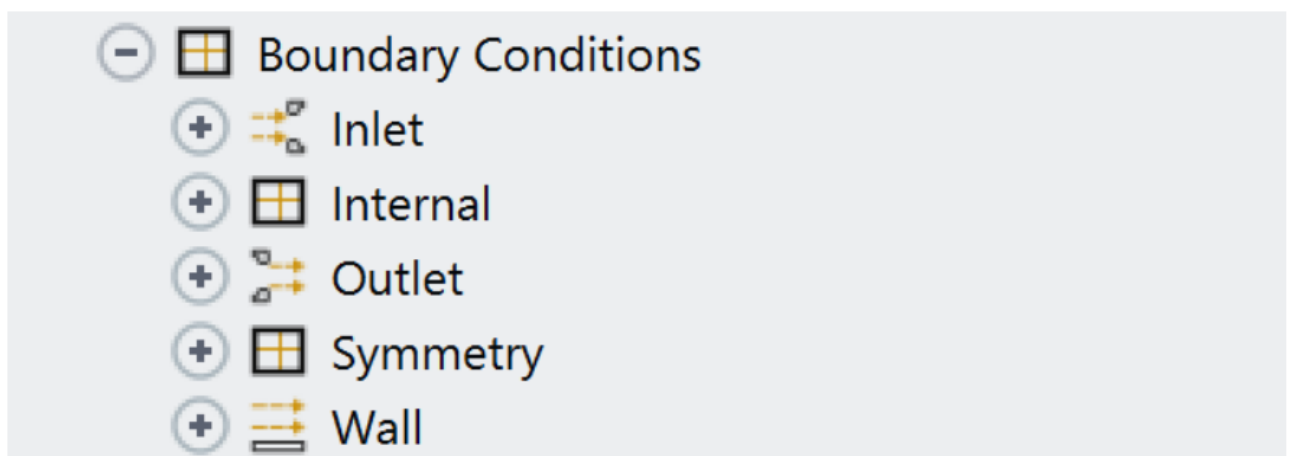 Boundary Conditions
Inlet
Internal
Outlet
Symmetry
Wall